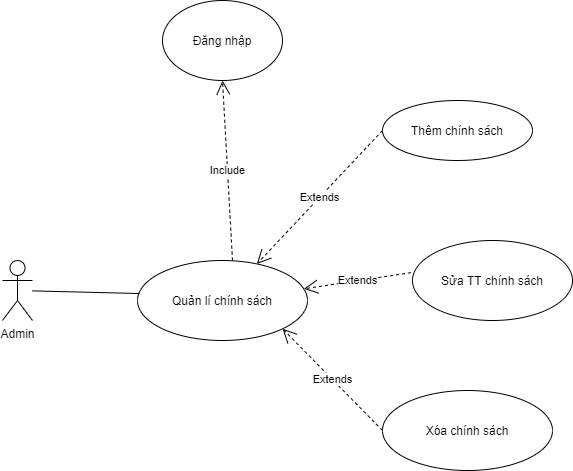 Đăng nhập
Thêm chính sách
Include
Extends
Extends
Sửa TT chính sách
Quản lí chính sách
Admin
Extends
Xóa chính sách